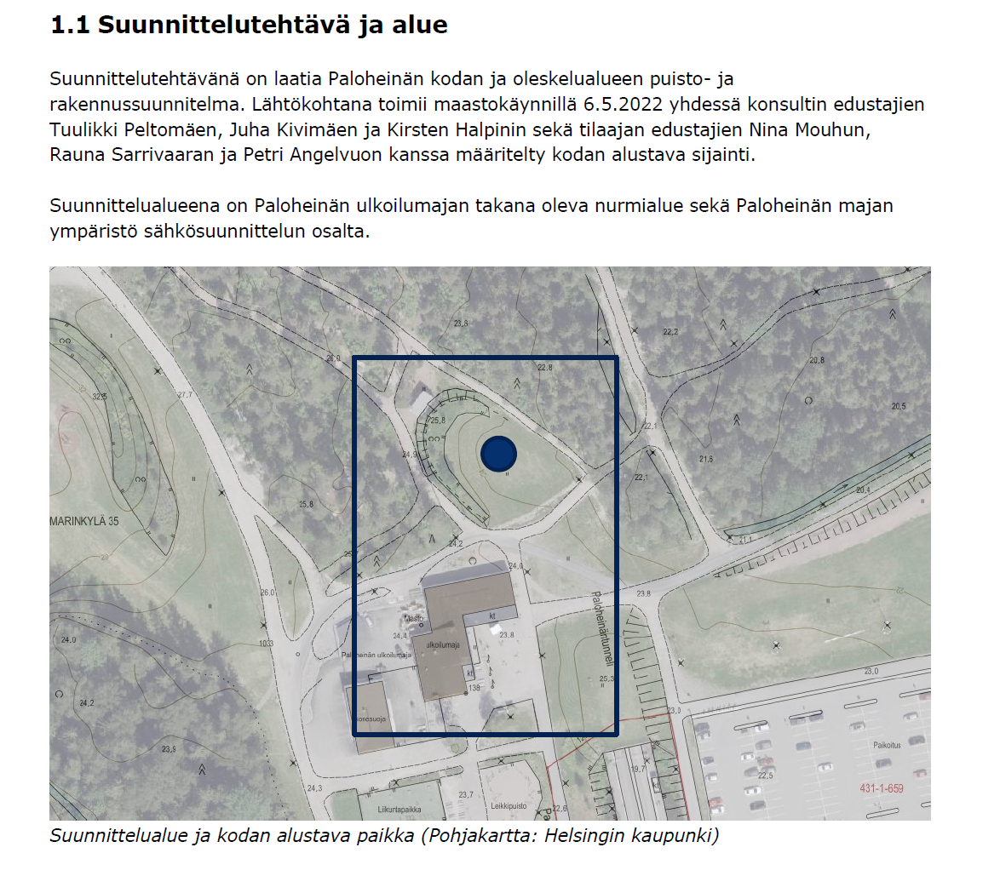 1.1 Suunnittelutehtävä ja alue
Suunnittelutehtävänä on laatia Paloheinän kodan ja oleskelualueen puisto- ja
rakennussuunnitelma. Lähtökohtana toimii maastokäynnillä 6.5.2022 yhdessä konsultin edustajien
Tuulikki Peltomäen, Juha Kivimäen ja Kirsten Halpinin sekä tilaajan edustajien Nina Mouhun,
Rauna Sarrivaaran ja Petri Angelvuon kanssa määritelty kodan alustava sijainti.
Suunnittelualueena on Paloheinän ulkoilumajan takana oleva nurmialue sekä Paloheinän majan
ympäristö sähkösuunnittelun osalta.
23,8
22,2
26,0
22,8
20,8
32,5
27,7
20,5
25,8
22,1
24,9
21,6
22,1
20,4
25,8
MARINKYLÄ 35
21,1
24,2
24,0
26,0
23,8
Paloheinäntunneli
Masto
kt
24,0
24,4
23,8
1033
ulkoilumaja
Paloheinän ulkoilumaja
kt
25,3
23,0
138
24,2
23,0
konesuoja
Paikoitus
23,9
19,7
22,5
431-1-659
24,3
23,7
Leikkipuisto
22,6
Liikuntapaikka
Pa
Suunnittelualue ja kodan alustava paikka (Pohjakartta: Helsingin kaupunki)